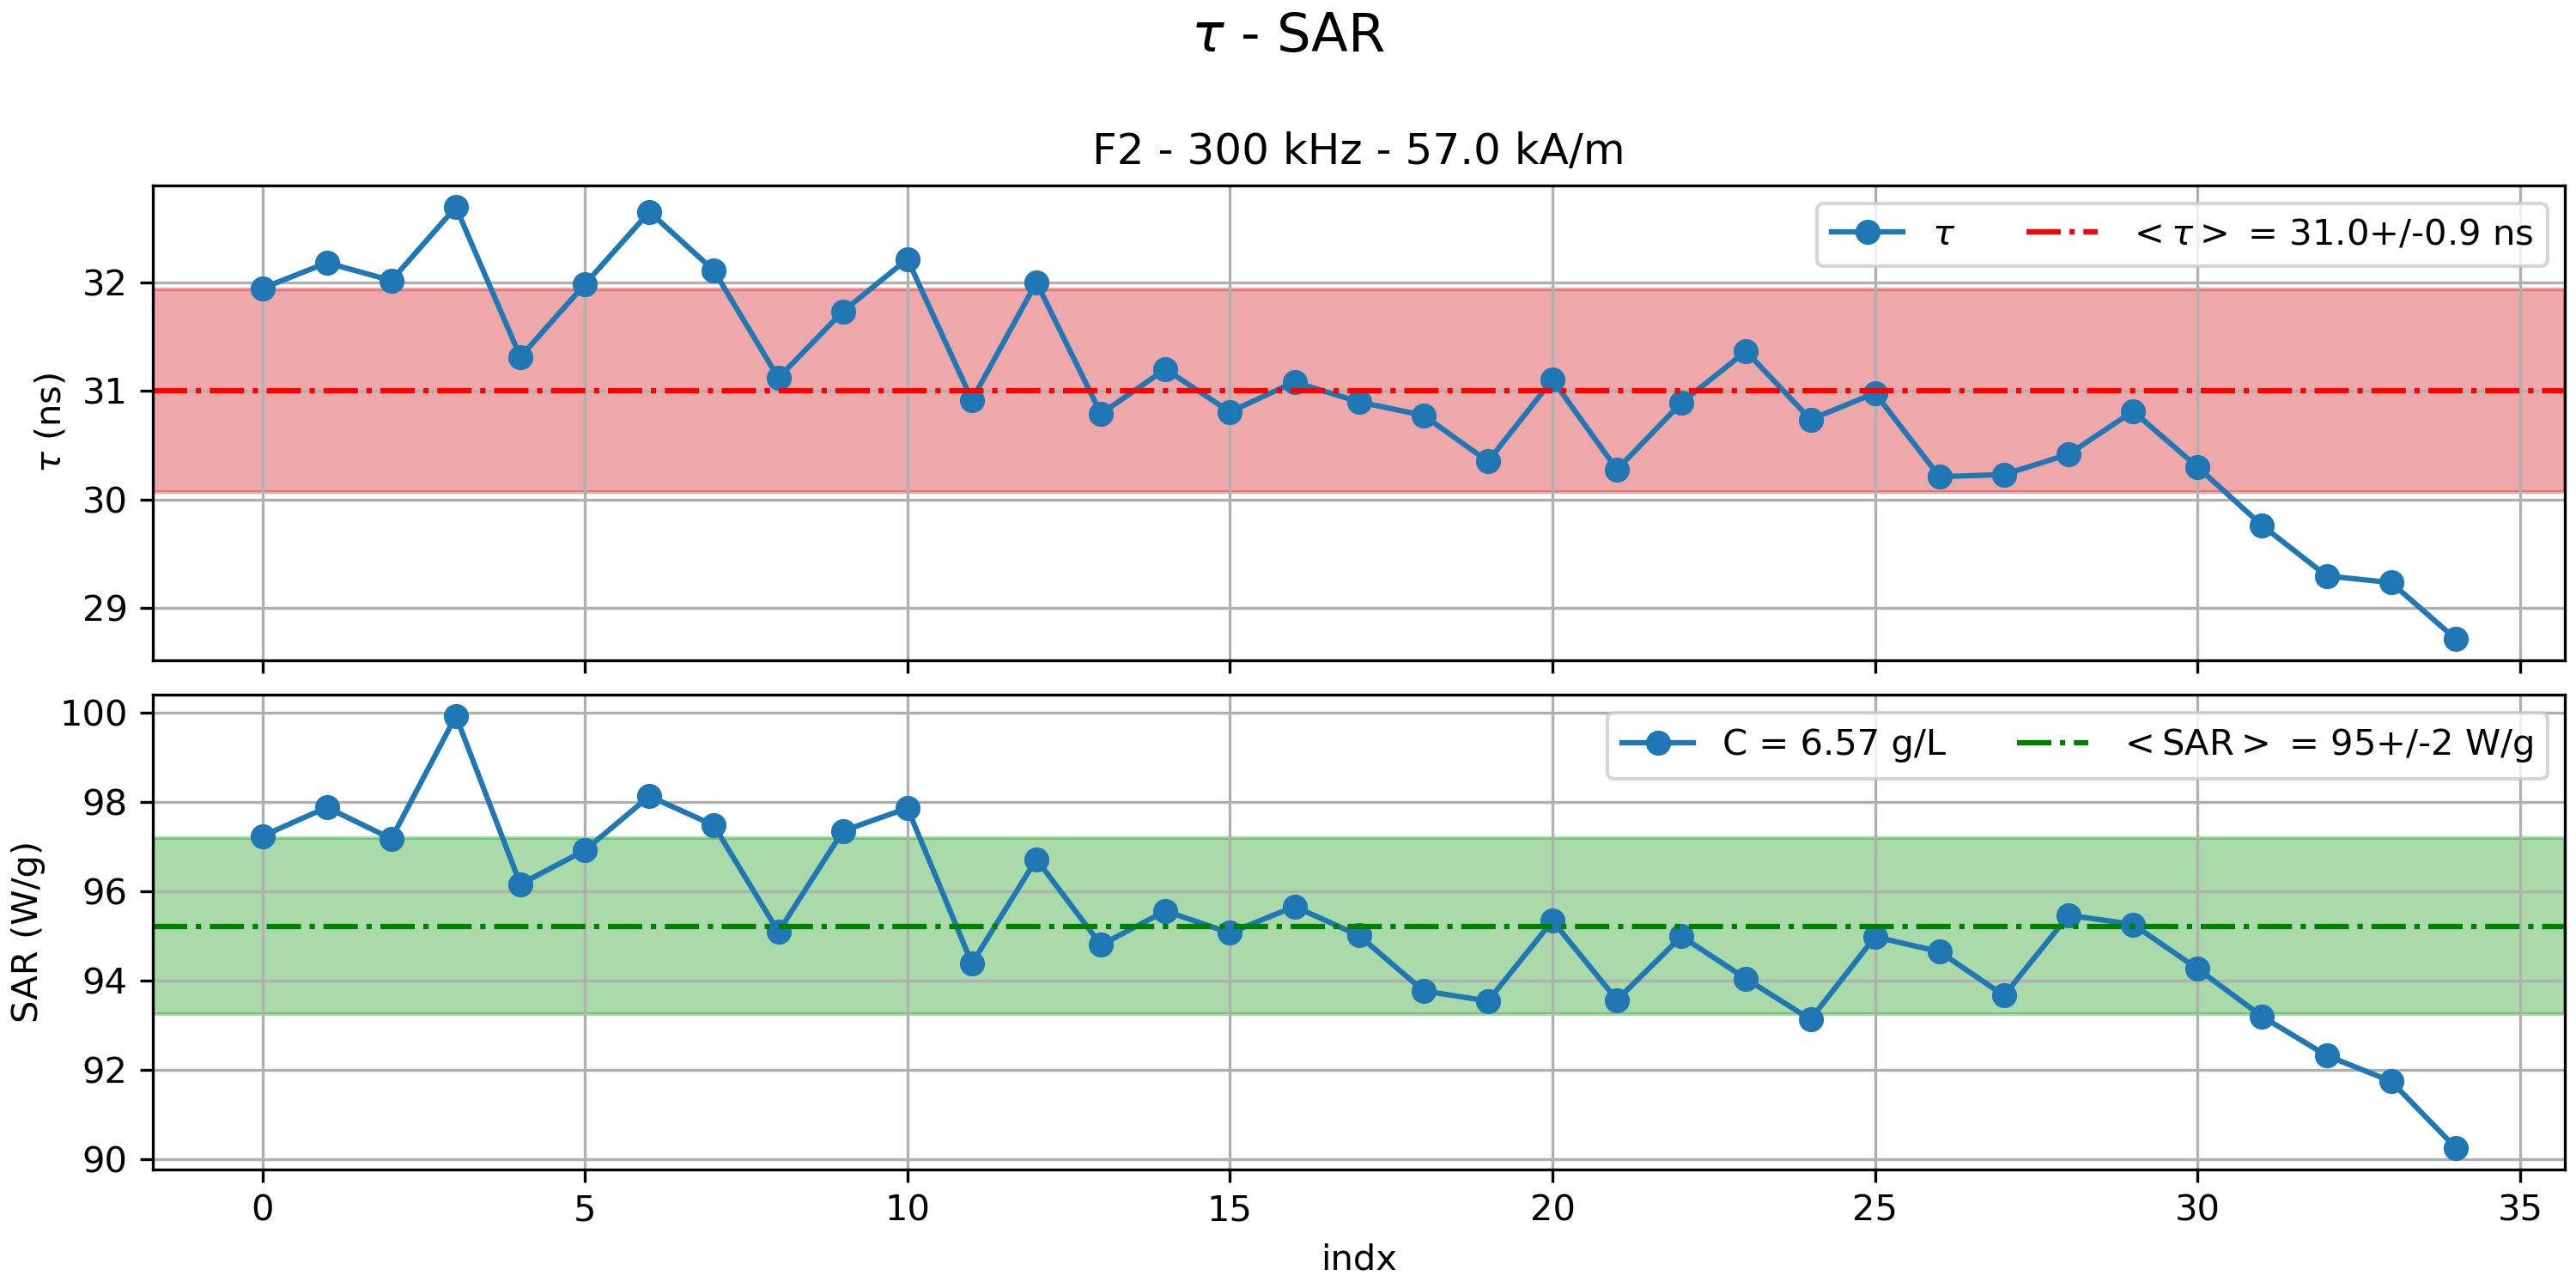 τ - SAR
F2 - 300 kHz - 57.0 kA/m
τ <τ> = 31.0+/-0.9 ns
τ (ns)
32
31
30
29
C = 6.57 g/L <SAR> = 95+/-2 W/g
SAR (W/g)
100
98
96
94
92
90
0 5 10 15 20 25 30 35
indx